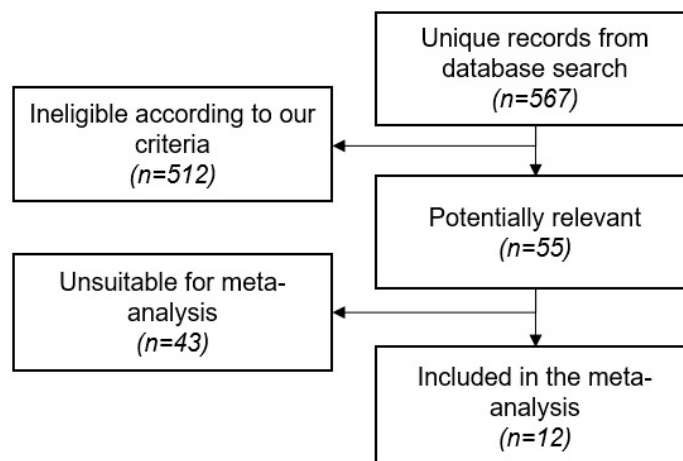 Unique records from
database search
(n=567)
Ineligible according to our
criteria
(n=512)
Potentially relevant
(n=55)
Unsuitable for meta-
analysis
(n=43)
Included in the meta-
analysis
(n=12)